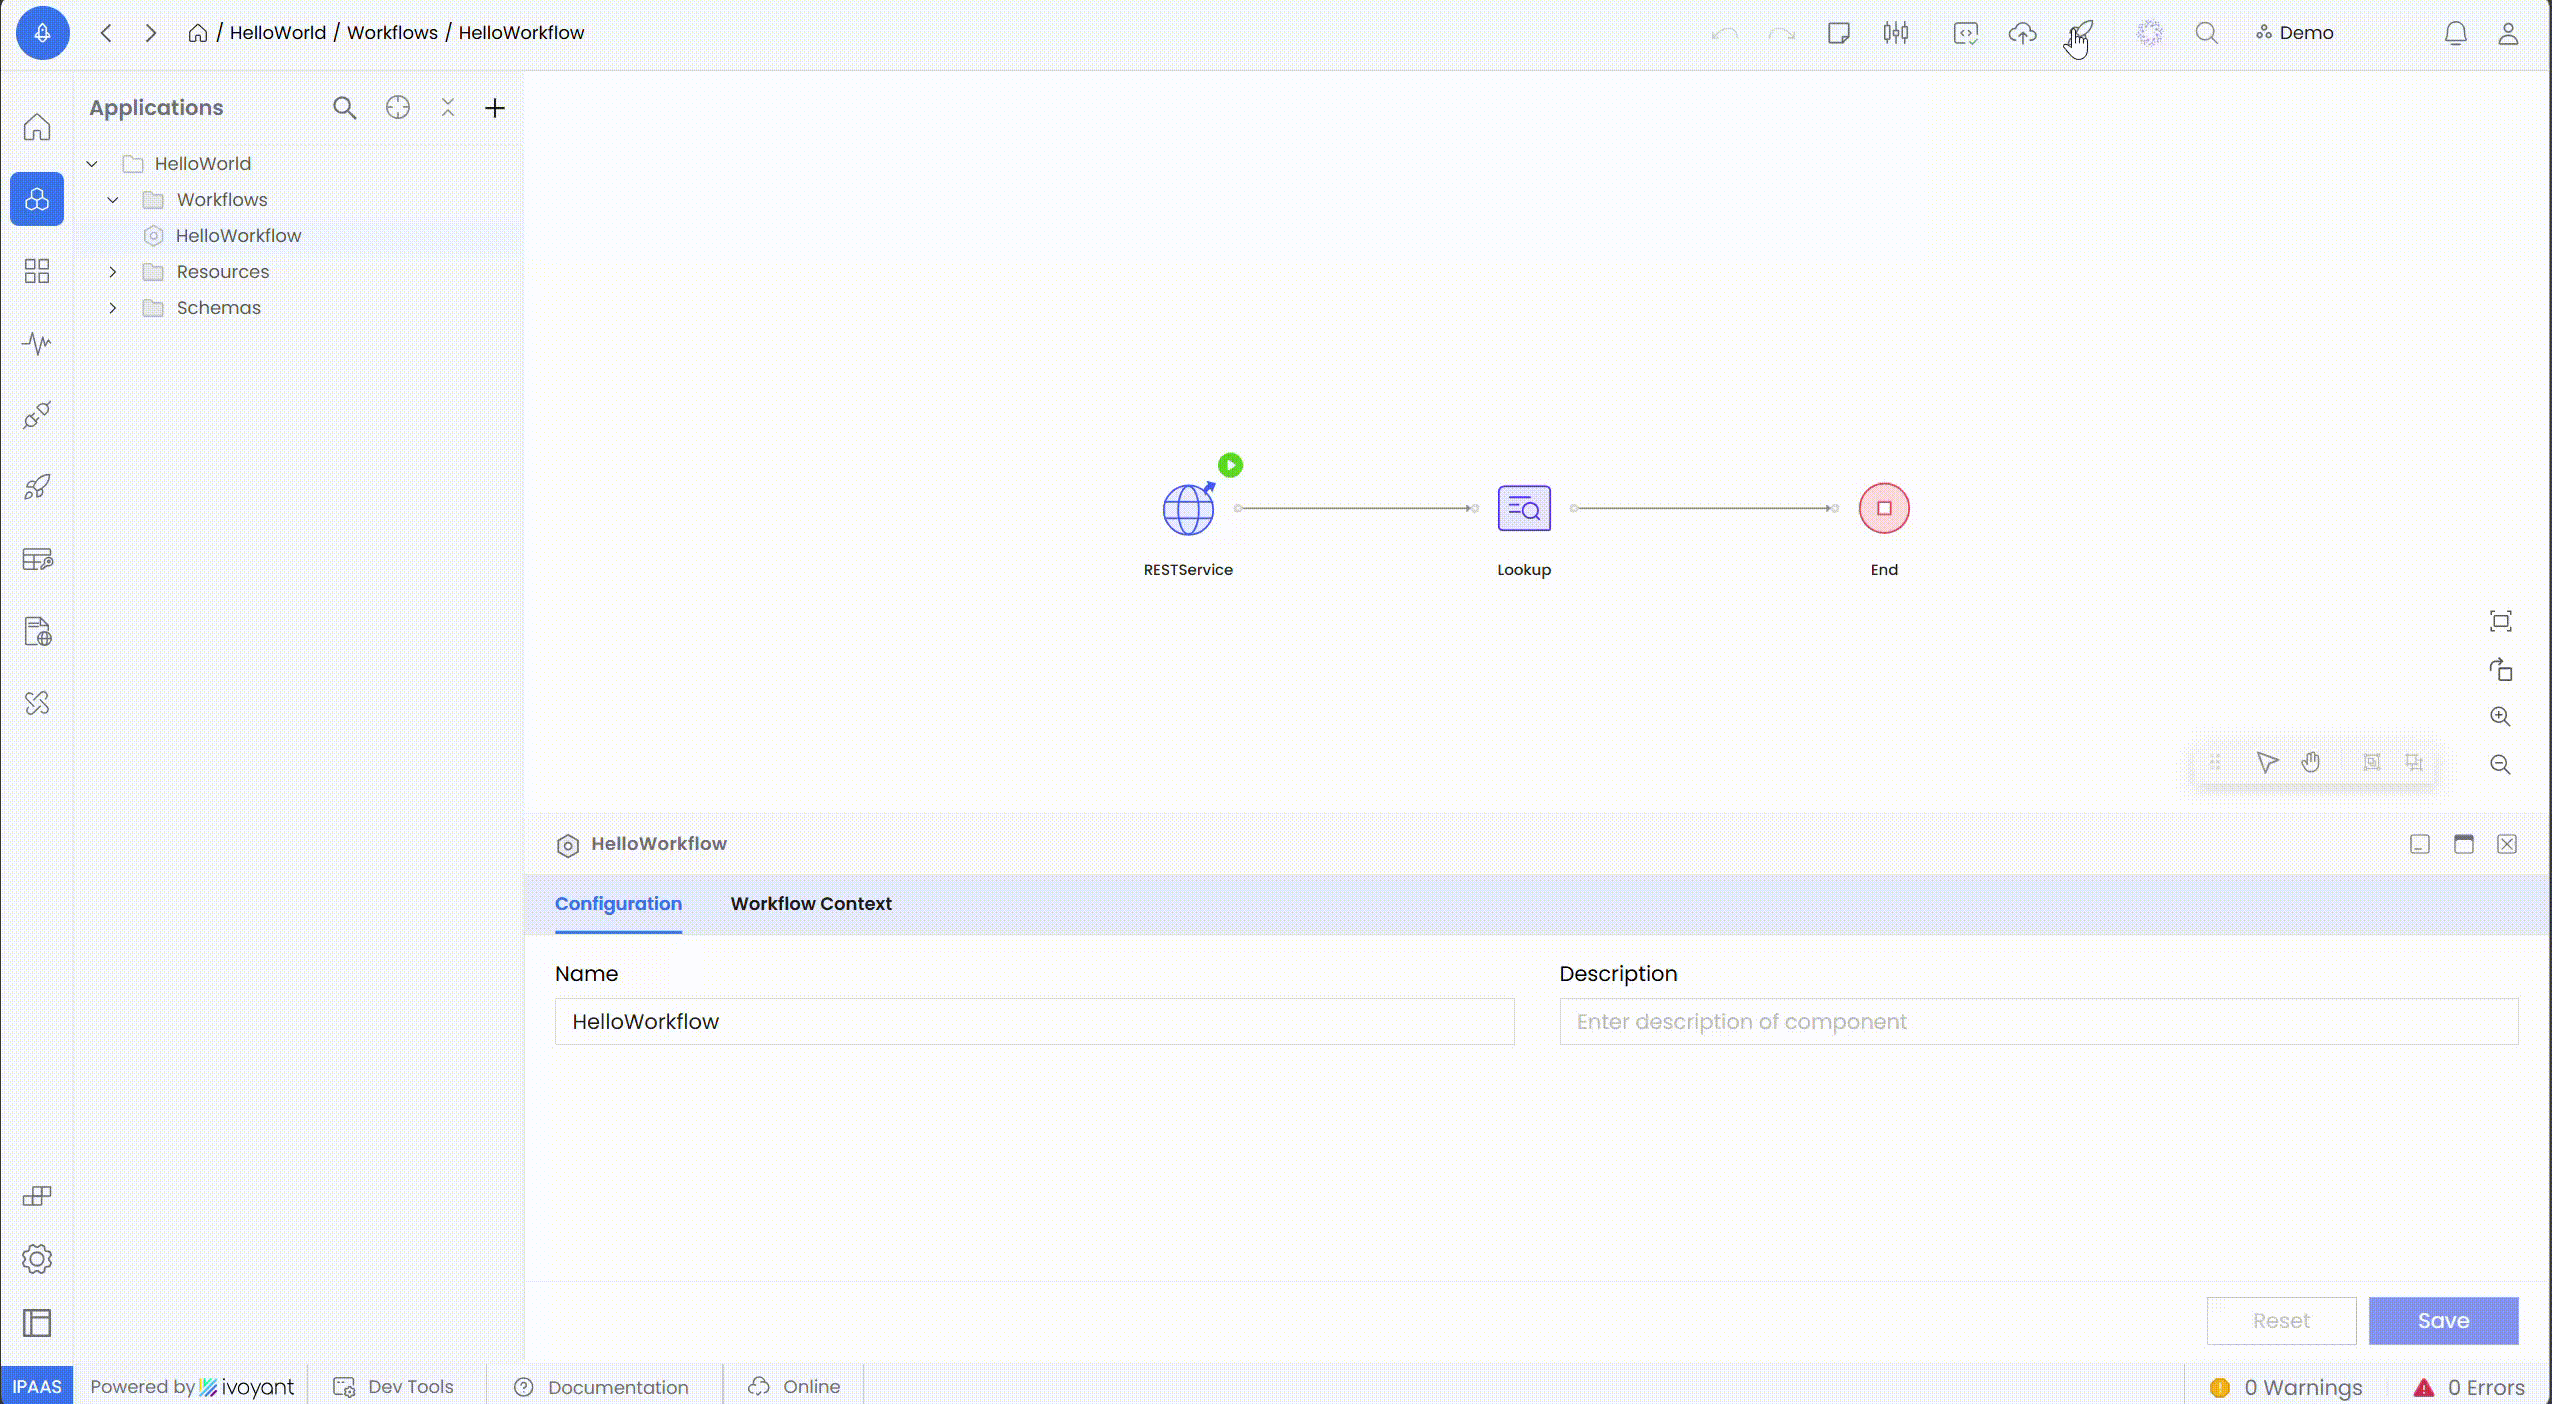 / HelloWorld / Workflows / HelloWorkflow
Demo
Applications
HelloWorld
Workflows
HelloWorkflow
Resources
Schemas
RESTService
Lookup
End
HelloWorkflow
Configuration
Workflow Context
Name
Description
HelloWorkflow
Enter description of component
Reset
Save
IPAAS
Powered by ivoyant
Dev Tools
Documentation
Online
0 Warnings
0 Errors